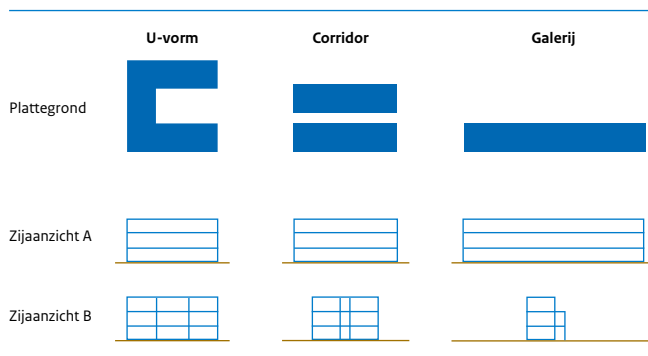 U-vorm
Corridor
Galerij
Plattegrond
Zijaanzicht A
Zijaanzicht B